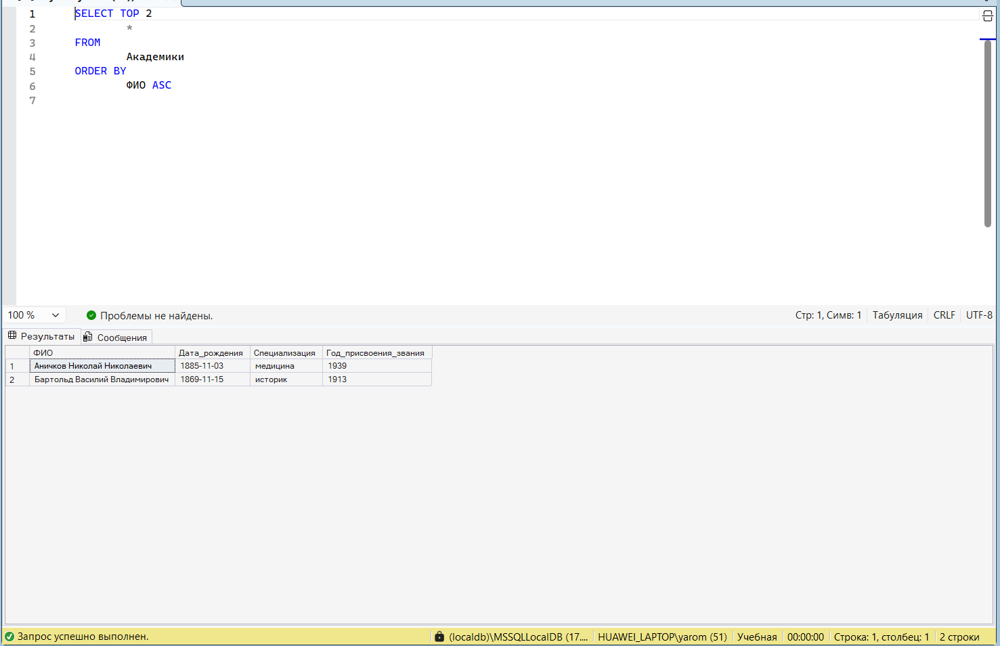 1 SELECT TOP 2
2 *
3 FROM
4 Академики
5 ORDER BY
6 ФИО ASC
7
100 % Проблемы не найдены. Стр: 1, Симв: 1 Табуляция CRLF UTF-8
Результаты Сообщения
ФИО Дата_рождения Специализация Год_присвоения_звания
1 Аничков Николай Николаевич 1885-11-03 медицина 1939
2 Бартольд Василий Владимирович 1869-11-15 историк 1913
Запрос успешно выполнен. (localdb)\MSSQLLocalDB (17.... HUAWEI_LAPTOP\yarom (51) Учебная 00:00:00 Строка: 1, столбец: 1 2 строки